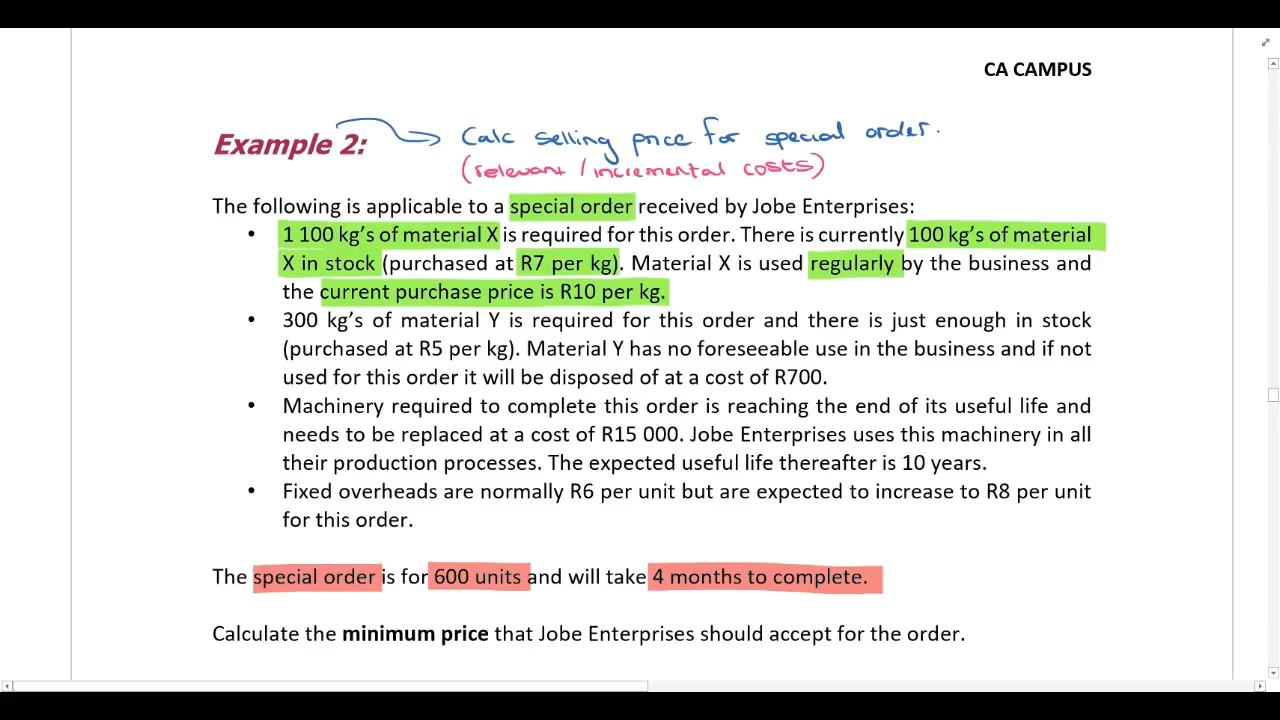 CA CAMPUS
Example 2: → Calc selling price for special order.
(relevant / incremental costs)
The following is applicable to a special order received by Jobe Enterprises:
• 1 100 kg’s of material X is required for this order. There is currently 100 kg’s of material
X in stock (purchased at R7 per kg). Material X is used regularly by the business and
the current purchase price is R10 per kg.
• 300 kg’s of material Y is required for this order and there is just enough in stock
(purchased at R5 per kg). Material Y has no foreseeable use in the business and if not
used for this order it will be disposed of at a cost of R700.
• Machinery required to complete this order is reaching the end of its useful life and
needs to be replaced at a cost of R15 000. Jobe Enterprises uses this machinery in all
their production processes. The expected useful life thereafter is 10 years.
• Fixed overheads are normally R6 per unit but are expected to increase to R8 per unit
for this order.
The special order is for 600 units and will take 4 months to complete.
Calculate the minimum price that Jobe Enterprises should accept for the order.